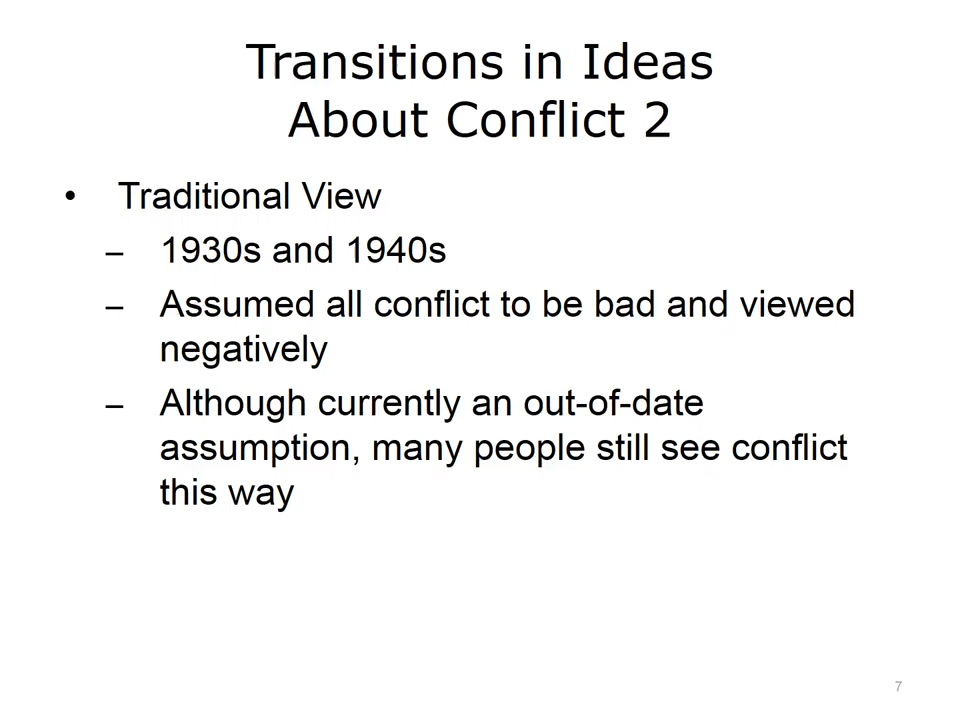 Transitions in Ideas
About Conflict 2
• Traditional View
– 1930s and 1940s
– Assumed all conflict to be bad and viewed
negatively
– Although currently an out-of-date
assumption, many people still see conflict
this way
7